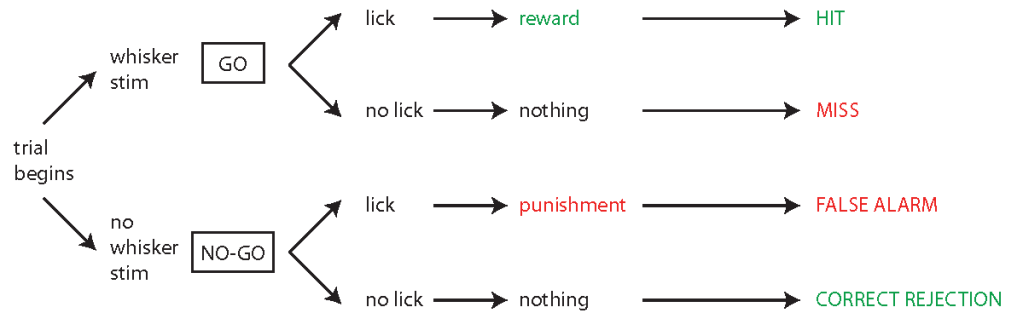 lick reward HIT
whisker
stim
GO
no lick nothing MISS
trial
begins
lick punishment FALSE ALARM
no
whisker
stim
NO-GO
no lick nothing CORRECT REJECTION